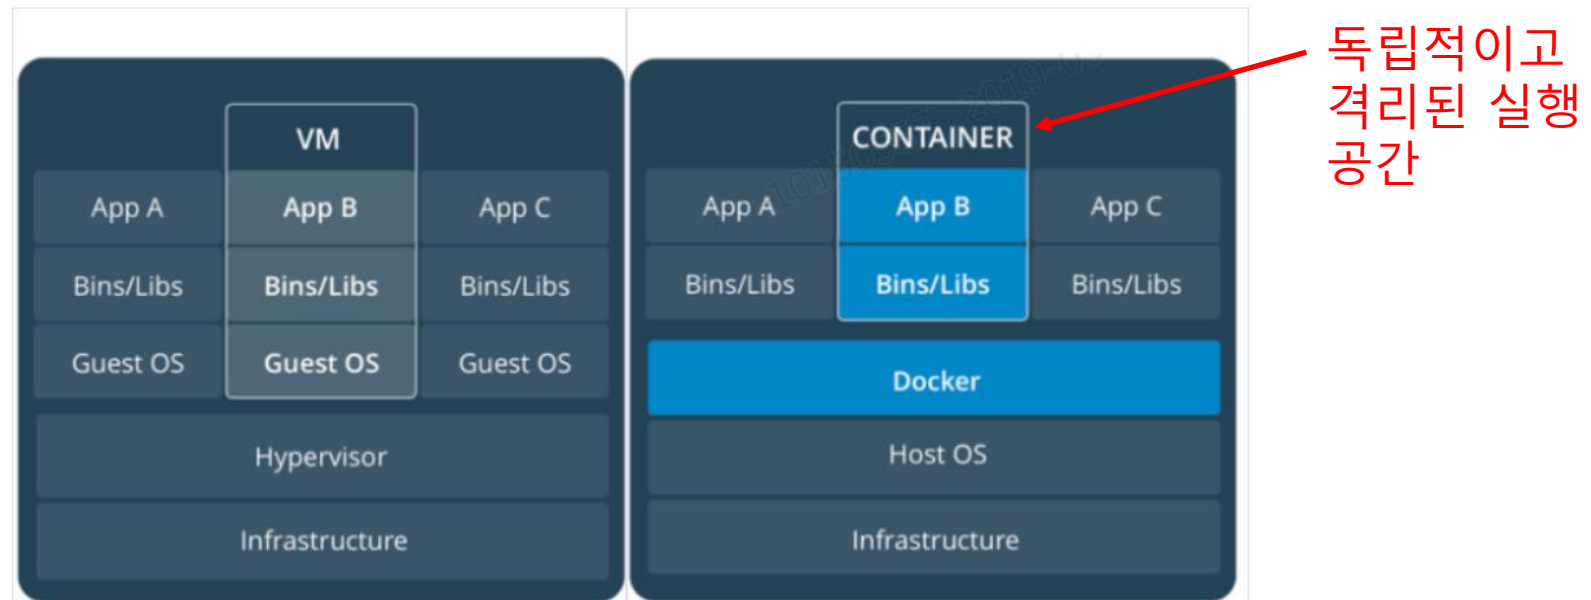 VM
App A
App B
App C
Bins/Libs
Bins/Libs
Bins/Libs
Guest OS
Guest OS
Guest OS
Hypervisor
Infrastructure
CONTAINER
App A
App B
App C
Bins/Libs
Bins/Libs
Bins/Libs
Docker
Host OS
Infrastructure
독립적이고
격리된 실행
공간